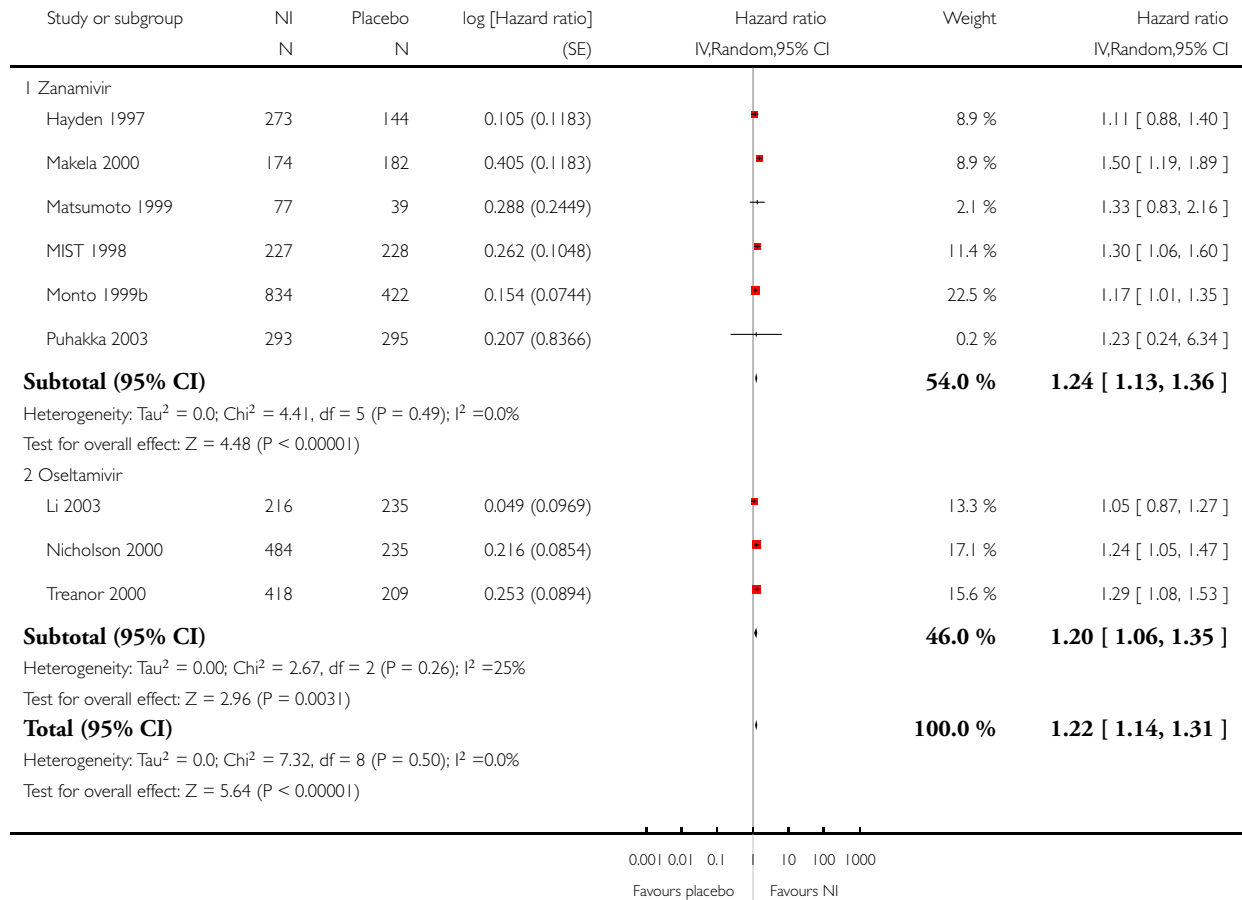 Study or subgroup NI Placebo log [Hazard ratio] Hazard ratio Weight Hazard ratio
N N (SE) IV,Random,95% CI IV,Random,95% CI
1 Zanamivir
Hayden 1997 273 144 0.105 (0.1183) 8.9 % 1.11 [ 0.88, 1.40 ]
Makela 2000 174 182 0.405 (0.1183) 8.9 % 1.50 [ 1.19, 1.89 ]
Matsumoto 1999 77 39 0.288 (0.2449) 2.1 % 1.33 [ 0.83, 2.16 ]
MIST 1998 227 228 0.262 (0.1048) 11.4 % 1.30 [ 1.06, 1.60 ]
Monto 1999b 834 422 0.154 (0.0744) 22.5 % 1.17 [ 1.01, 1.35 ]
Puhakka 2003 293 295 0.207 (0.8366) 0.2 % 1.23 [ 0.24, 6.34 ]
Subtotal (95% CI) 54.0 % 1.24 [ 1.13, 1.36 ]
Heterogeneity: Tau² = 0.0; Chi² = 4.41, df = 5 (P = 0.49); I² =0.0%
Test for overall effect: Z = 4.48 (P < 0.00001)
2 Oseltamivir
Li 2003 216 235 0.049 (0.0969) 13.3 % 1.05 [ 0.87, 1.27 ]
Nicholson 2000 484 235 0.216 (0.0854) 17.1 % 1.24 [ 1.05, 1.47 ]
Treanor 2000 418 209 0.253 (0.0894) 15.6 % 1.29 [ 1.08, 1.53 ]
Subtotal (95% CI) 46.0 % 1.20 [ 1.06, 1.35 ]
Heterogeneity: Tau² = 0.00; Chi² = 2.67, df = 2 (P = 0.26); I² =25%
Test for overall effect: Z = 2.96 (P = 0.0031)
Total (95% CI) 100.0 % 1.22 [ 1.14, 1.31 ]
Heterogeneity: Tau² = 0.0; Chi² = 7.32, df = 8 (P = 0.50); I² =0.0%
Test for overall effect: Z = 5.64 (P < 0.00001)
0.001 0.01 0.1 1 10 100 1000
Favours placebo Favours NI